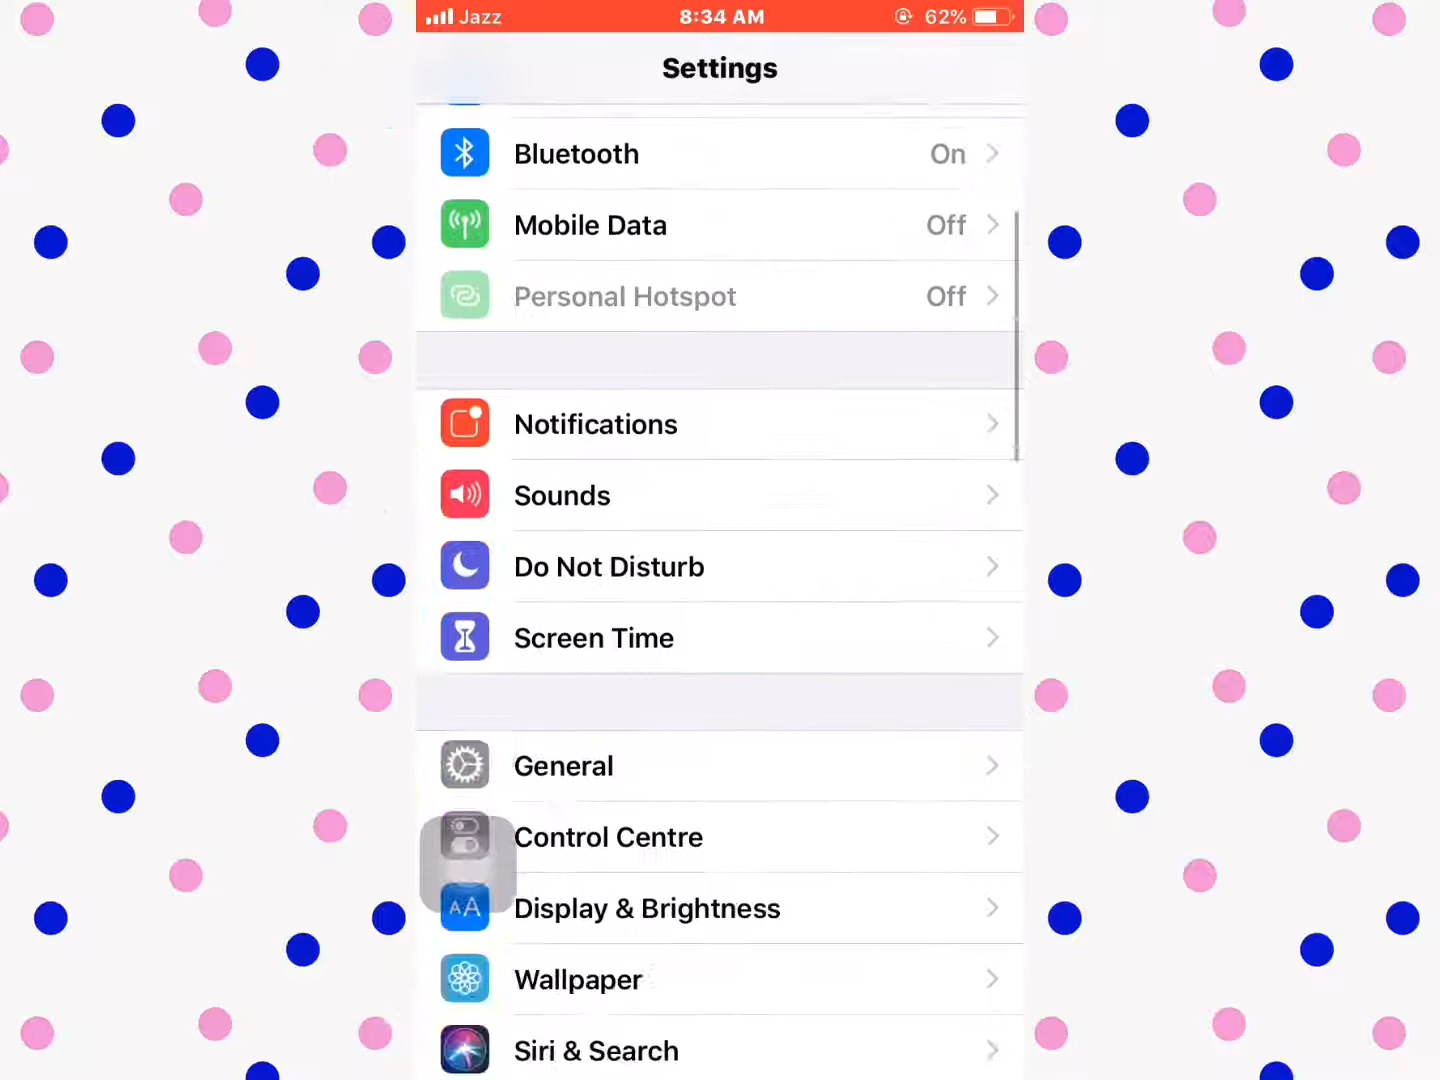 Jazz 8:34 AM 62%
Settings
Bluetooth On
Mobile Data Off
Personal Hotspot Off
Notifications
Sounds
Do Not Disturb
Screen Time
General
Control Centre
AA Display & Brightness
Wallpaper
Siri & Search